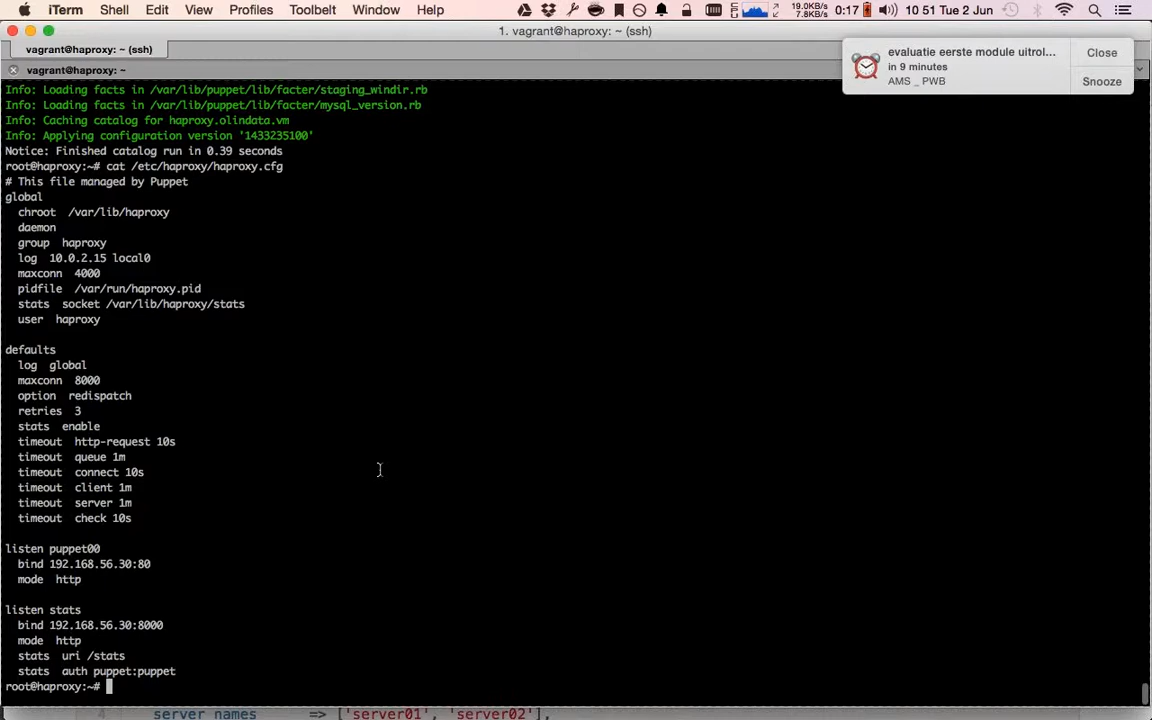 iTerm Shell Edit View Profiles Toolbelt Window Help 19.0KB/s 7.8KB/s 0:17 10 51 Tue 2 Jun
1. vagrant@haproxy: ~ (ssh)
vagrant@haproxy: ~ (ssh)
vagrant@haproxy: ~
evaluatie eerste module uitrol...
in 9 minutes
AMS _ PWB
Close
Snooze
Info: Loading facts in /var/lib/puppet/lib/facter/staging_windir.rb
Info: Loading facts in /var/lib/puppet/lib/facter/mysql_version.rb
Info: Caching catalog for haproxy.olindata.vm
Info: Applying configuration version '1433235100'
Notice: Finished catalog run in 0.39 seconds
root@haproxy:~# cat /etc/haproxy/haproxy.cfg
# This file managed by Puppet
global
  chroot  /var/lib/haproxy
  daemon
  group  haproxy
  log  10.0.2.15 local0
  maxconn  4000
  pidfile  /var/run/haproxy.pid
  stats  socket /var/lib/haproxy/stats
  user  haproxy
defaults
  log  global
  maxconn  8000
  option  redispatch
  retries  3
  stats  enable
  timeout  http-request 10s
  timeout  queue 1m
  timeout  connect 10s
  timeout  client 1m
  timeout  server 1m
  timeout  check 10s
listen puppet00
  bind 192.168.56.30:80
  mode  http
listen stats
  bind 192.168.56.30:8000
  mode  http
  stats  uri /stats
  stats  auth puppet:puppet
root@haproxy:~#
4 server_names => ['server01', 'server02'],